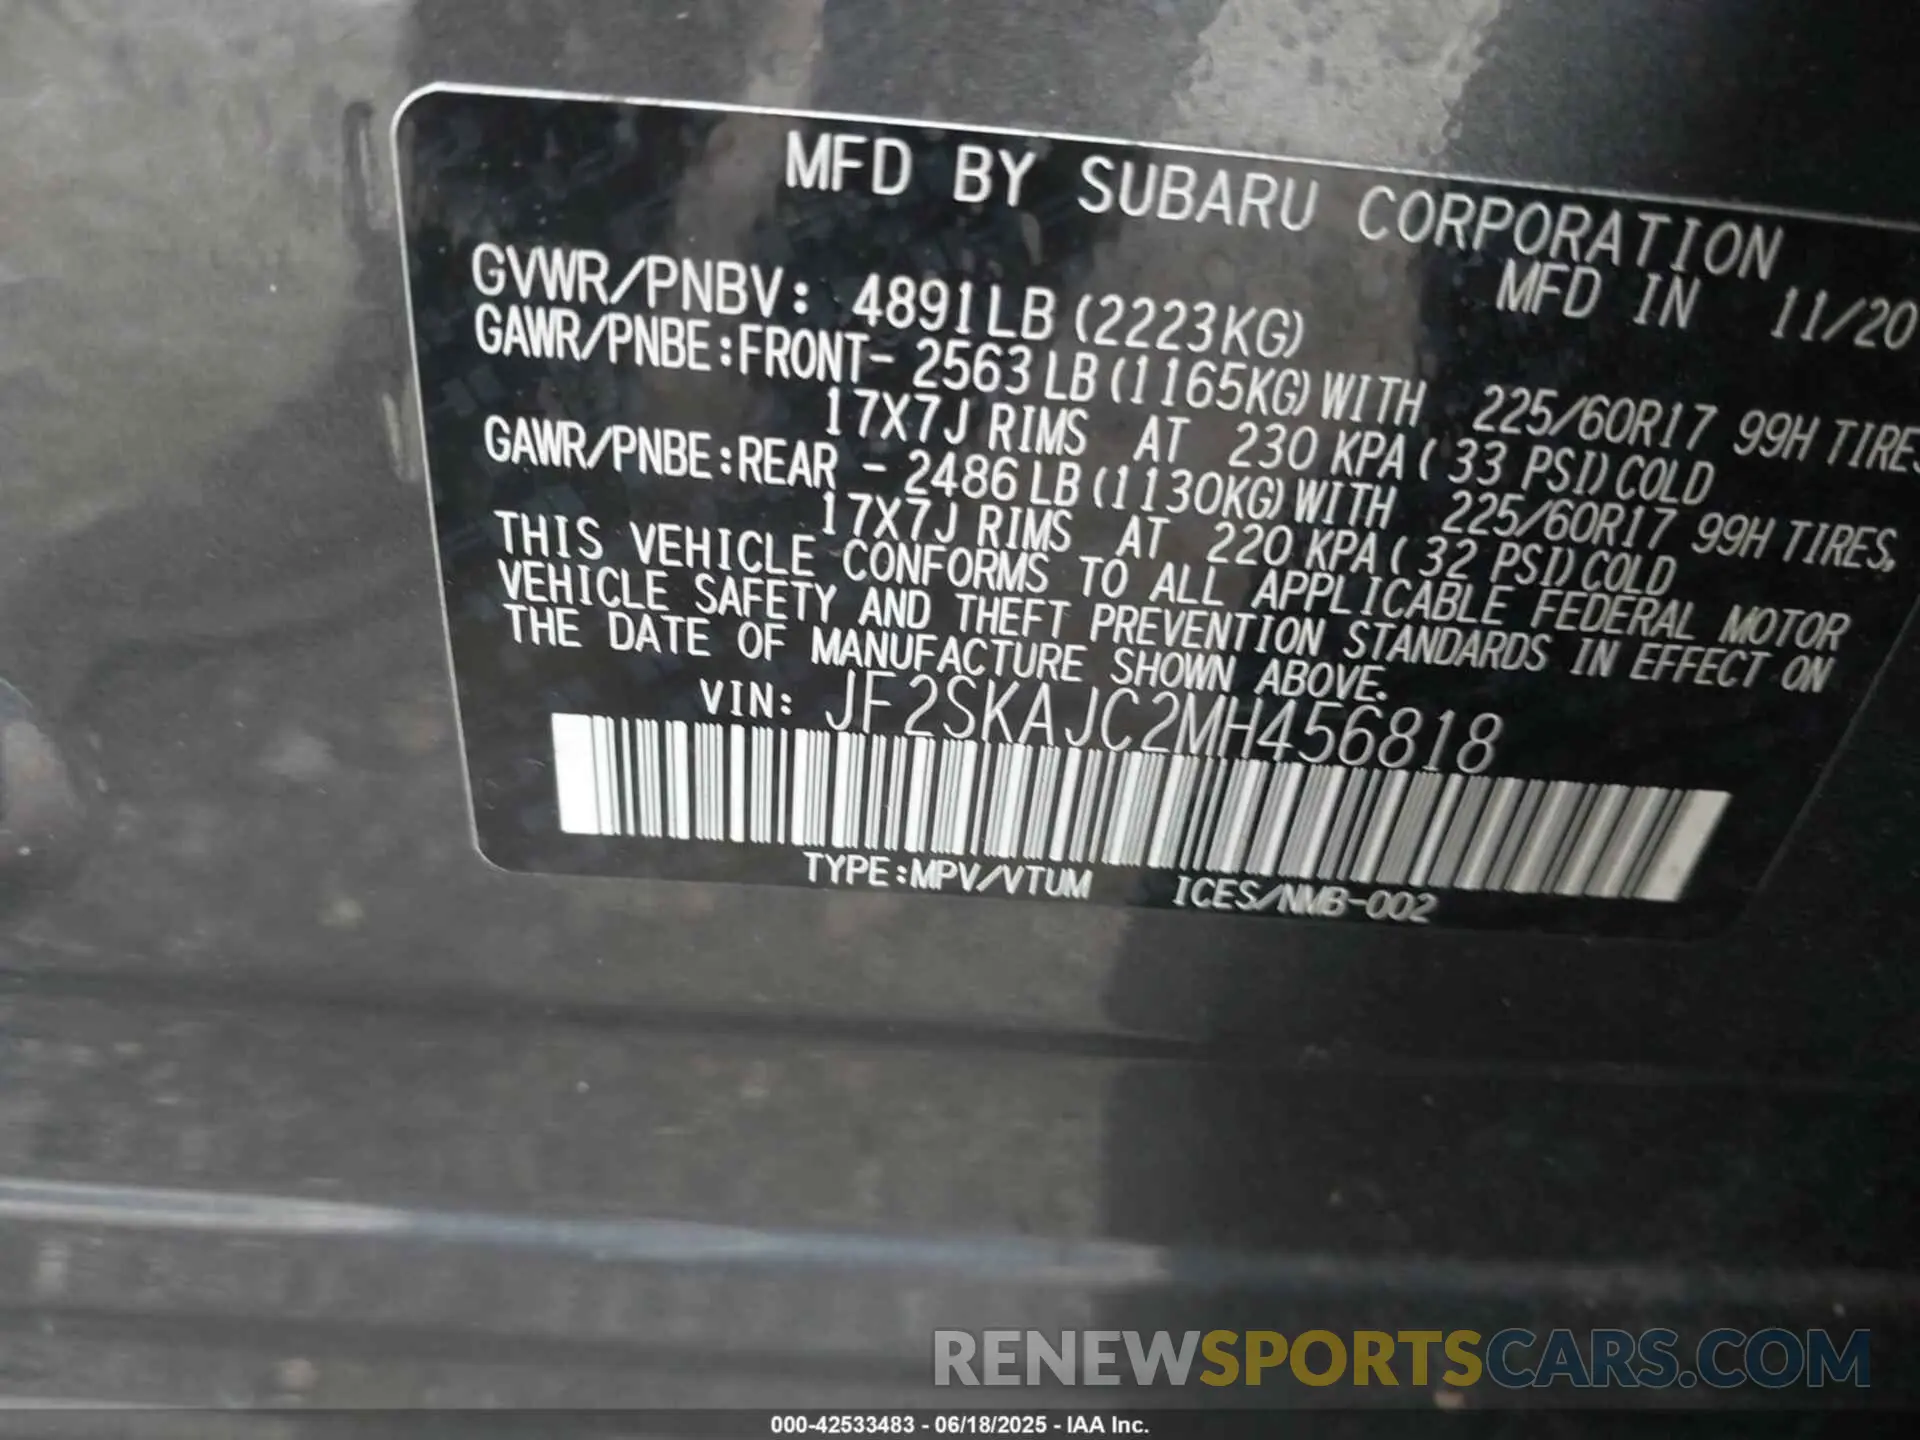 MFD BY SUBARU CORPORATION
MFD IN 11/20
GVWR/PNBV: 4891LB (2223KG)
GAWR/PNBE:FRONT- 2563 LB (1165KG) WITH 225/60R17 99H TIRES
17X7J RIMS AT 230 KPA ( 33 PSI) COLD
GAWR/PNBE:REAR - 2486 LB (1130KG) WITH 225/60R17 99H TIRES,
17X7J RIMS AT 220 KPA ( 32 PSI) COLD
THIS VEHICLE CONFORMS TO ALL APPLICABLE FEDERAL MOTOR
VEHICLE SAFETY AND THEFT PREVENTION STANDARDS IN EFFECT ON
THE DATE OF MANUFACTURE SHOWN ABOVE.
VIN: JF2SKAJC2MH456818
TYPE:MPV/VTUM ICES/NMB-002
RENEWSPORTSCARS.COM
000-42533483 - 06/18/2025 - IAA Inc.